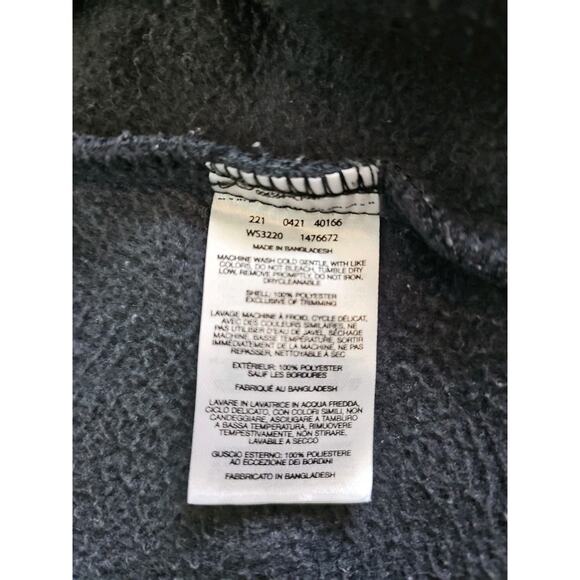 221 0421 40166
WS3220 1476672
MADE IN BANGLADESH
MACHINE WASH COLD GENTLE, WITH LIKE
COLORS, DO NOT BLEACH, TUMBLE DRY
LOW, REMOVE PROMPTLY, DO NOT IRON,
DRYCLEANABLE
SHELL: 100% POLYESTER
EXCLUSIVE OF TRIMMING
LAVAGE MACHINE À FROID, CYCLE DÉLICAT,
AVEC DES COULEURS SIMILAIRES, NE
PAS UTILISER D'EAU DE JAVEL, SÉCHAGE
MACHINE, BASSE TEMPÉRATURE, SORTIR
IMMÉDIATEMENT DE LA MACHINE, NE PAS
REPASSER, NETTOYABLE À SEC
EXTÉRIEUR: 100% POLYESTER
SAUF LES BORDURES
FABRIQUÉ AU BANGLADESH
LAVARE IN LAVATRICE IN ACQUA FREDDA,
CICLO DELICATO, CON COLORI SIMILI, NON
CANDEGGIARE, ASCIUGARE A TAMBURO
A BASSA TEMPERATURA, RIMUOVERE
TEMPESTIVAMENTE, NON STIRARE,
LAVABILE A SECCO
GUSCIO ESTERNO: 100% POLIESTERE
AD ECCEZIONE DEI BORDINI
FABBRICATO IN BANGLADESH